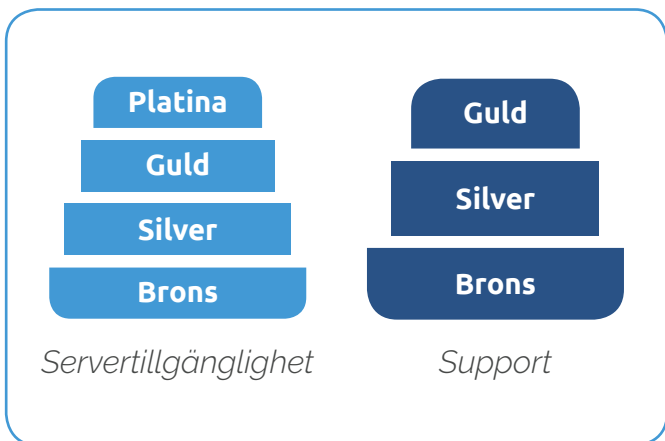 Platina
Guld
Silver
Brons
Servertillgänglighet
Guld
Silver
Brons
Support